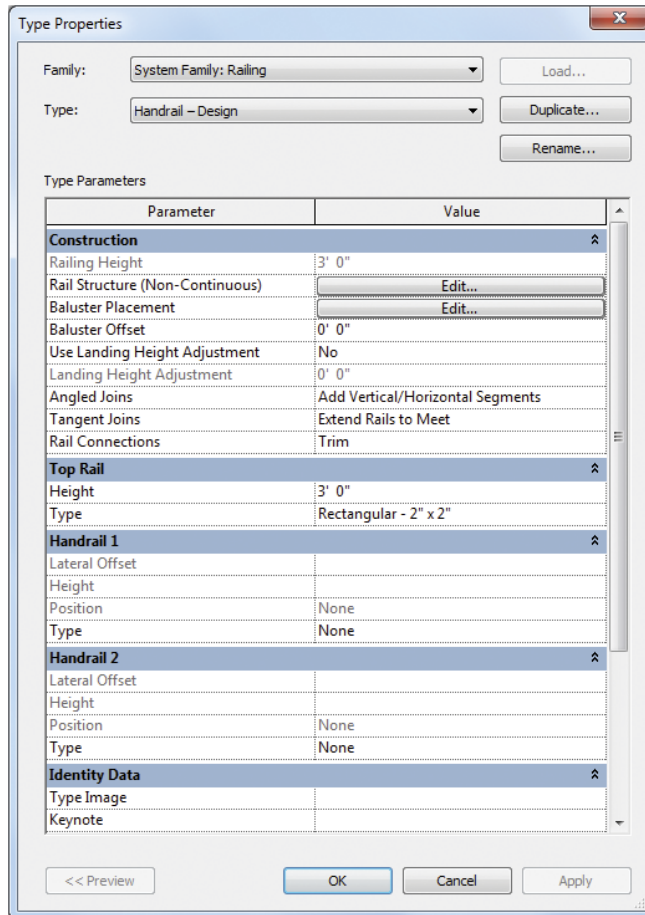 Type Properties
Family: System Family: Railing Load...
Type: Handrail – Design Duplicate...
Rename...
Type Parameters
Parameter Value
Construction
Railing Height 3' 0"
Rail Structure (Non-Continuous) Edit...
Baluster Placement Edit...
Baluster Offset 0' 0"
Use Landing Height Adjustment No
Landing Height Adjustment 0' 0"
Angled Joins Add Vertical/Horizontal Segments
Tangent Joins Extend Rails to Meet
Rail Connections Trim
Top Rail
Height 3' 0"
Type Rectangular - 2" x 2"
Handrail 1
Lateral Offset
Height
Position None
Type None
Handrail 2
Lateral Offset
Height
Position None
Type None
Identity Data
Type Image
Keynote
<< Preview OK Cancel Apply